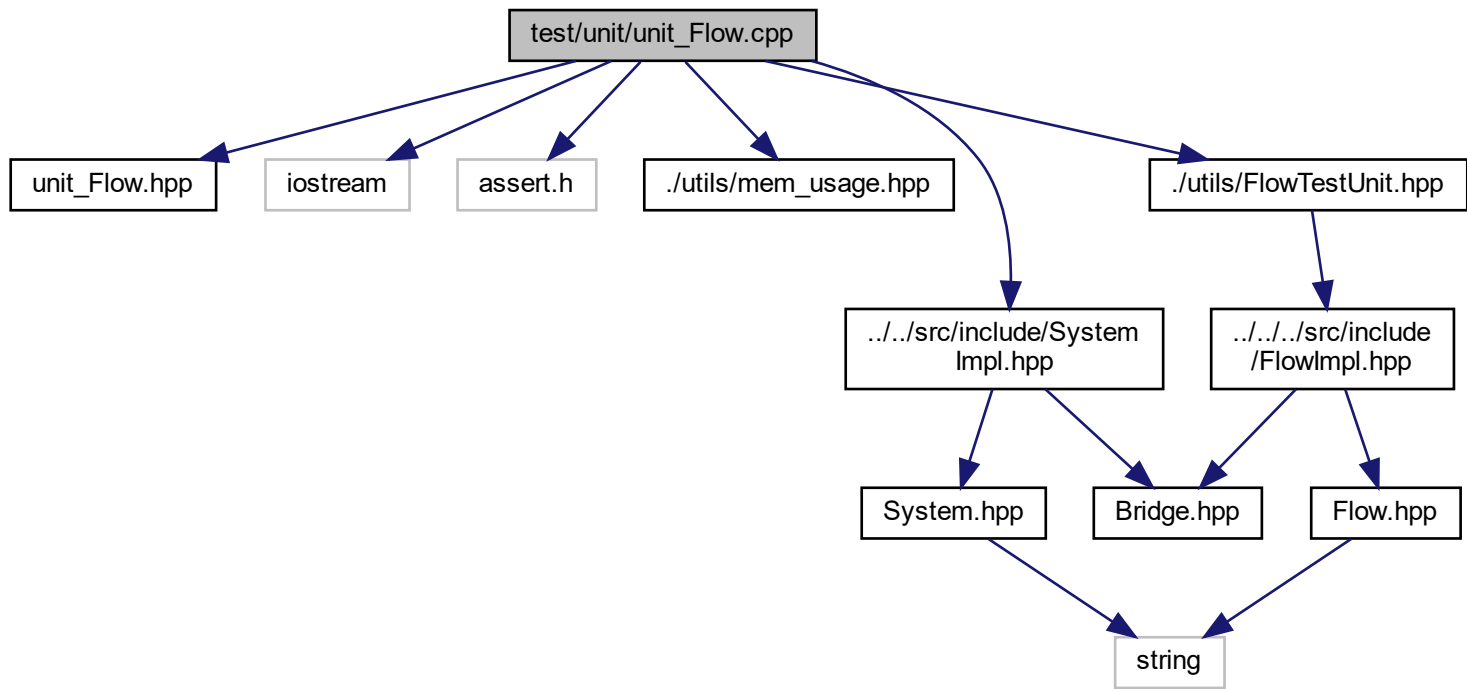 test/unit/unit_Flow.cpp
unit_Flow.hpp
iostream
assert.h
./utils/mem_usage.hpp
./utils/FlowTestUnit.hpp
../../src/include/System
Impl.hpp
../../../src/include
/FlowImpl.hpp
System.hpp
Bridge.hpp
Flow.hpp
string